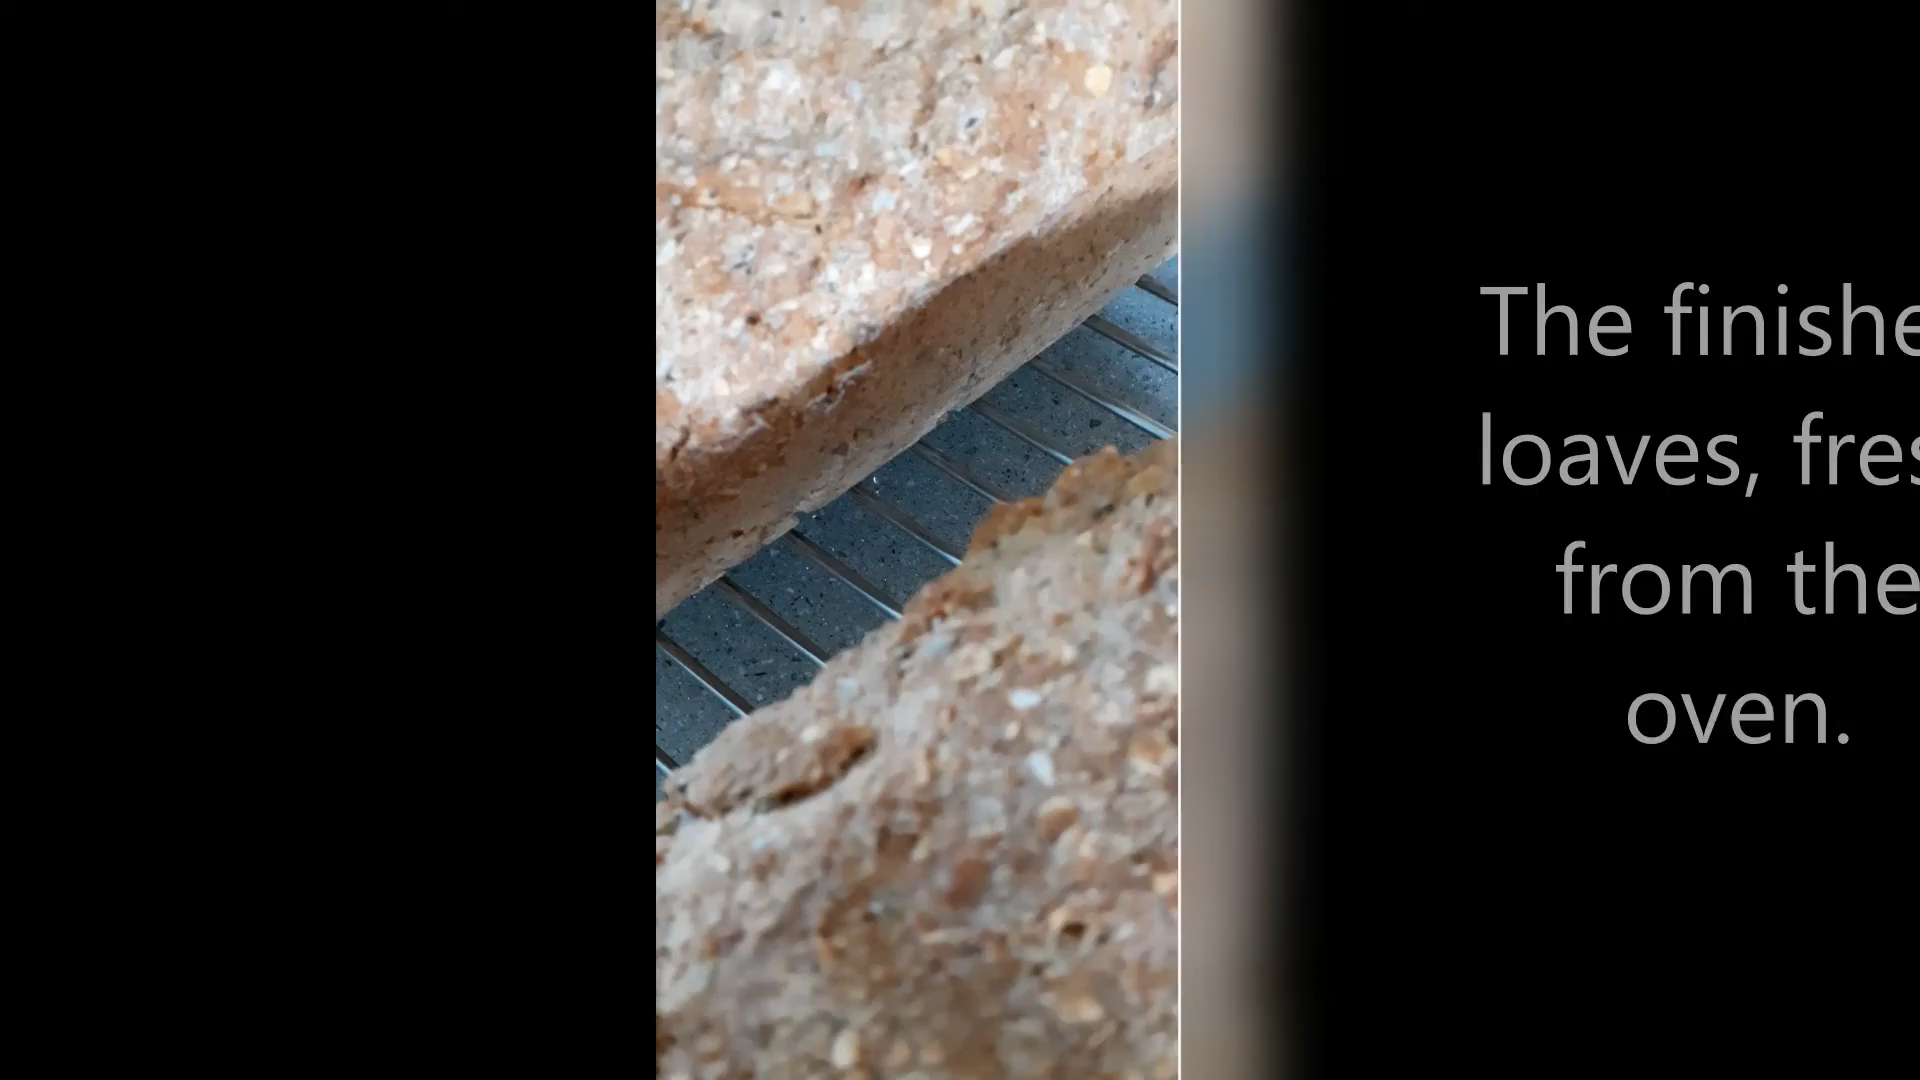 The finishe
loaves, fres
from the
oven.